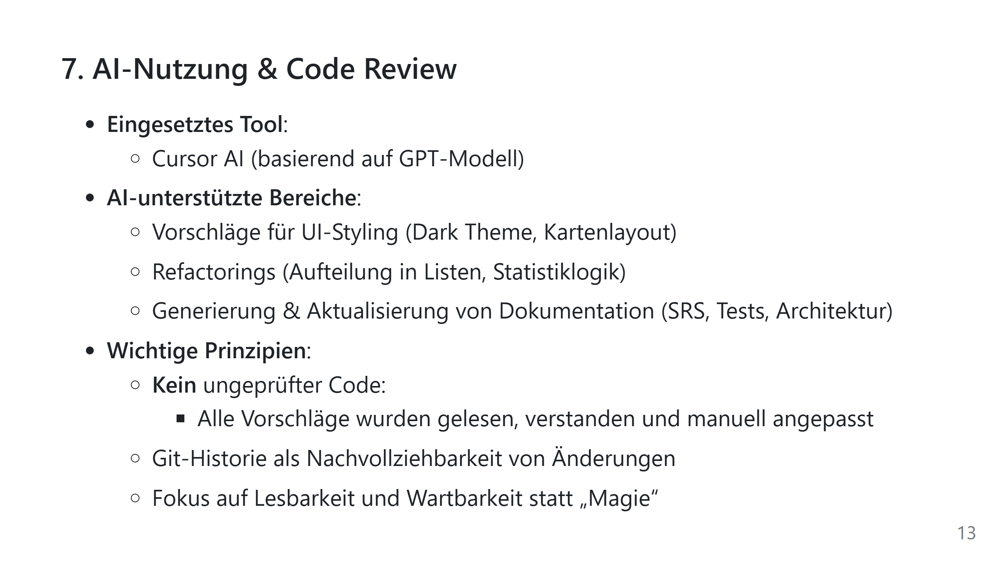 7. AI-Nutzung & Code Review
• Eingesetztes Tool:
○ Cursor AI (basierend auf GPT-Modell)
• AI-unterstützte Bereiche:
○ Vorschläge für UI-Styling (Dark Theme, Kartenlayout)
○ Refactorings (Aufteilung in Listen, Statistiklogik)
○ Generierung & Aktualisierung von Dokumentation (SRS, Tests, Architektur)
• Wichtige Prinzipien:
○ Kein ungeprüfter Code:
▪ Alle Vorschläge wurden gelesen, verstanden und manuell angepasst
○ Git-Historie als Nachvollziehbarkeit von Änderungen
○ Fokus auf Lesbarkeit und Wartbarkeit statt „Magie“
13